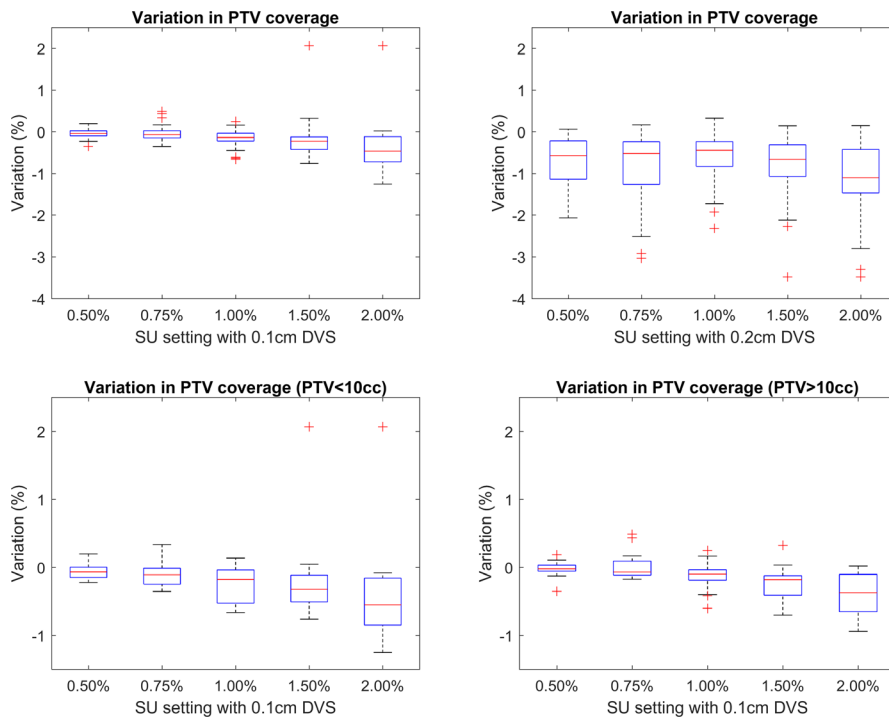 Variation in PTV coverage
Variation (%)
2
1
0
-1
-2
-3
-4
0.50% 0.75% 1.00% 1.50% 2.00%
SU setting with 0.1cm DVS
Variation in PTV coverage
Variation (%)
2
1
0
-1
-2
-3
-4
0.50% 0.75% 1.00% 1.50% 2.00%
SU setting with 0.2cm DVS
Variation in PTV coverage (PTV<10cc)
Variation (%)
2
1
0
-1
0.50% 0.75% 1.00% 1.50% 2.00%
SU setting with 0.1cm DVS
Variation in PTV coverage (PTV>10cc)
Variation (%)
2
1
0
-1
0.50% 0.75% 1.00% 1.50% 2.00%
SU setting with 0.1cm DVS